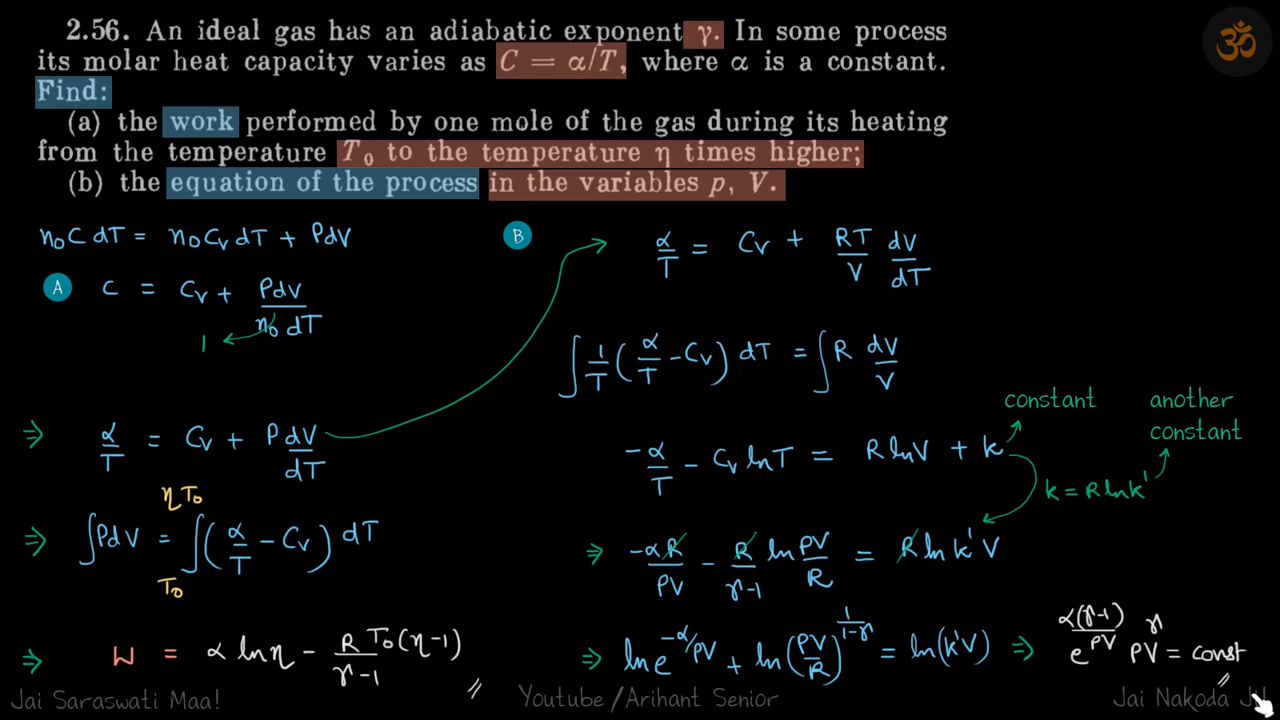 2.56. An ideal gas has an adiabatic exponent γ. In some process
its molar heat capacity varies as C = α/T, where α is a constant.
Find:
(a) the work performed by one mole of the gas during its heating
from the temperature T₀ to the temperature η times higher;
(b) the equation of the process in the variables p, V.
n₀CdT = n₀CᵥdT + PdV
A C = Cᵥ + PdV/n₀dT
1
⇒ α/T = Cᵥ + PdV/dT
ηT₀
⇒ ∫PdV = ∫(α/T - Cᵥ) dT
T₀
⇒ W = α ln η - R T₀(η-1)/γ-1
B α/T = Cᵥ + RT/V dV/dT
∫ 1/T (α/T - Cᵥ) dT = ∫ R dV/V
constant
another
constant
-α/T - Cᵥ ln T = R ln V + k
k = R ln k'
⇒ -αR/PV - R/γ-1 ln PV/R = R ln k'V
⇒ ln e^(-α/PV) + ln (PV/R)^(1/1-γ) = ln(k'V) ⇒ e^(α(γ-1)/PV) PV^γ = const
Jai Saraswati Maa!
Youtube/Arihant Senior
Jai Nakoda Ji!
ॐ